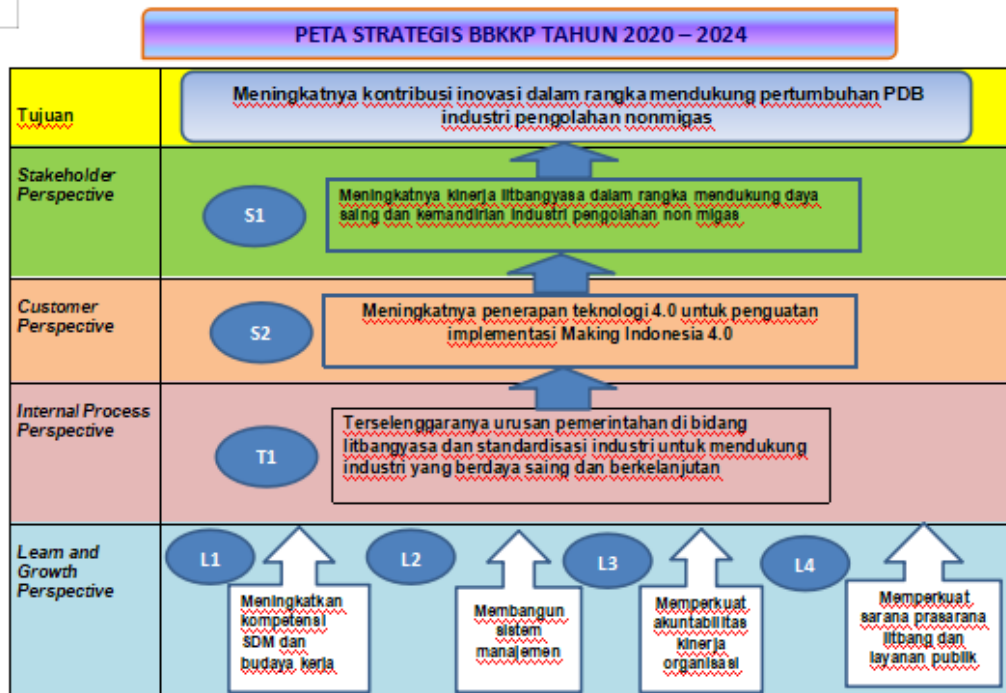 PETA STRATEGIS BBKKP TAHUN 2020 – 2024
Tujuan
Meningkatnya kontribusi inovasi dalam rangka mendukung pertumbuhan PDB
industri pengolahan nonmigas
Stakeholder
Perspective
S1
Meningkatnya kinerja litbangyasa dalam rangka mendukung daya
saing dan kemandirian industri pengolahan non migas
Customer
Perspective
S2
Meningkatnya penerapan teknologi 4.0 untuk penguatan
implementasi Making Indonesia 4.0
Internal Process
Perspective
T1
Terselenggaranya urusan pemerintahan di bidang
litbangyasa dan standardisasi industri untuk mendukung
industri yang berdaya saing dan berkelanjutan
Learn and
Growth
Perspective
L1
Meningkatkan
kompetensi
SDM dan
budaya kerja
L2
Membangun
sistem
manajemen
L3
Memperkuat
akuntabilitas
kinerja
organisasi
L4
Memperkuat
sarana prasarana
litbang dan
layanan publik